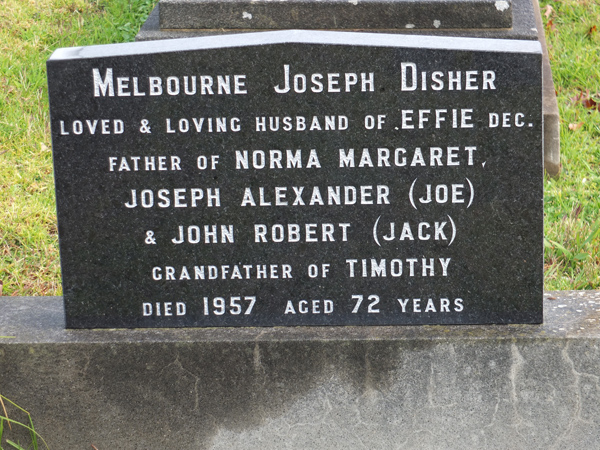 MELBOURNE JOSEPH DISHER
LOVED & LOVING HUSBAND OF EFFIE DEC.
FATHER OF NORMA MARGARET,
JOSEPH ALEXANDER (JOE)
& JOHN ROBERT (JACK)
GRANDFATHER OF TIMOTHY
DIED 1957 AGED 72 YEARS